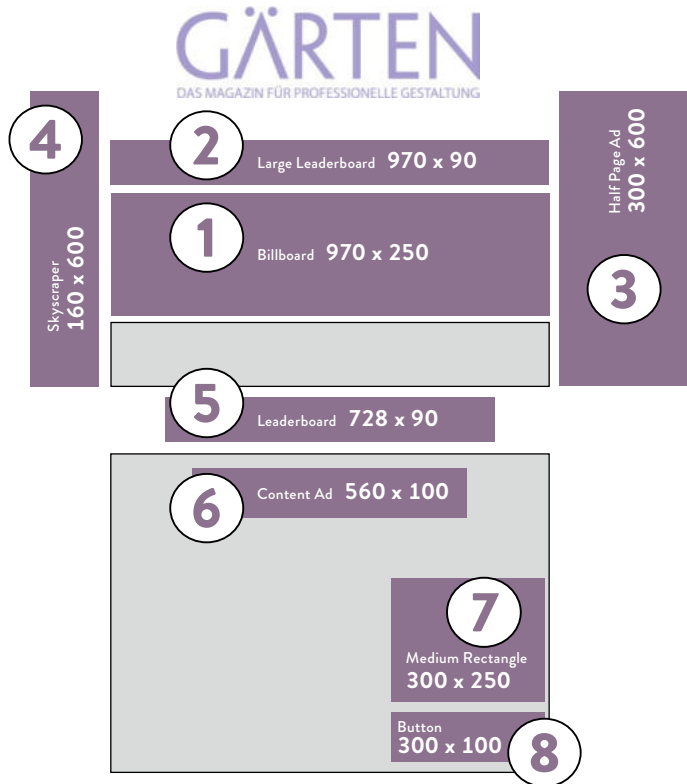 GÄRTEN
DAS MAGAZIN FÜR PROFESSIONELLE GESTALTUNG
4
Skyscraper
160 x 600
2
Large Leaderboard 970 x 90
1
Billboard 970 x 250
Half Page Ad
300 x 600
3
5
Leaderboard 728 x 90
6
Content Ad 560 x 100
7
Medium Rectangle
300 x 250
Button
300 x 100
8